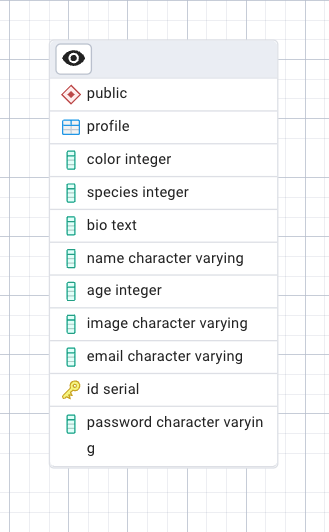 public
profile
color integer
species integer
bio text
name character varying
age integer
image character varying
email character varying
id serial
password character varyin
g